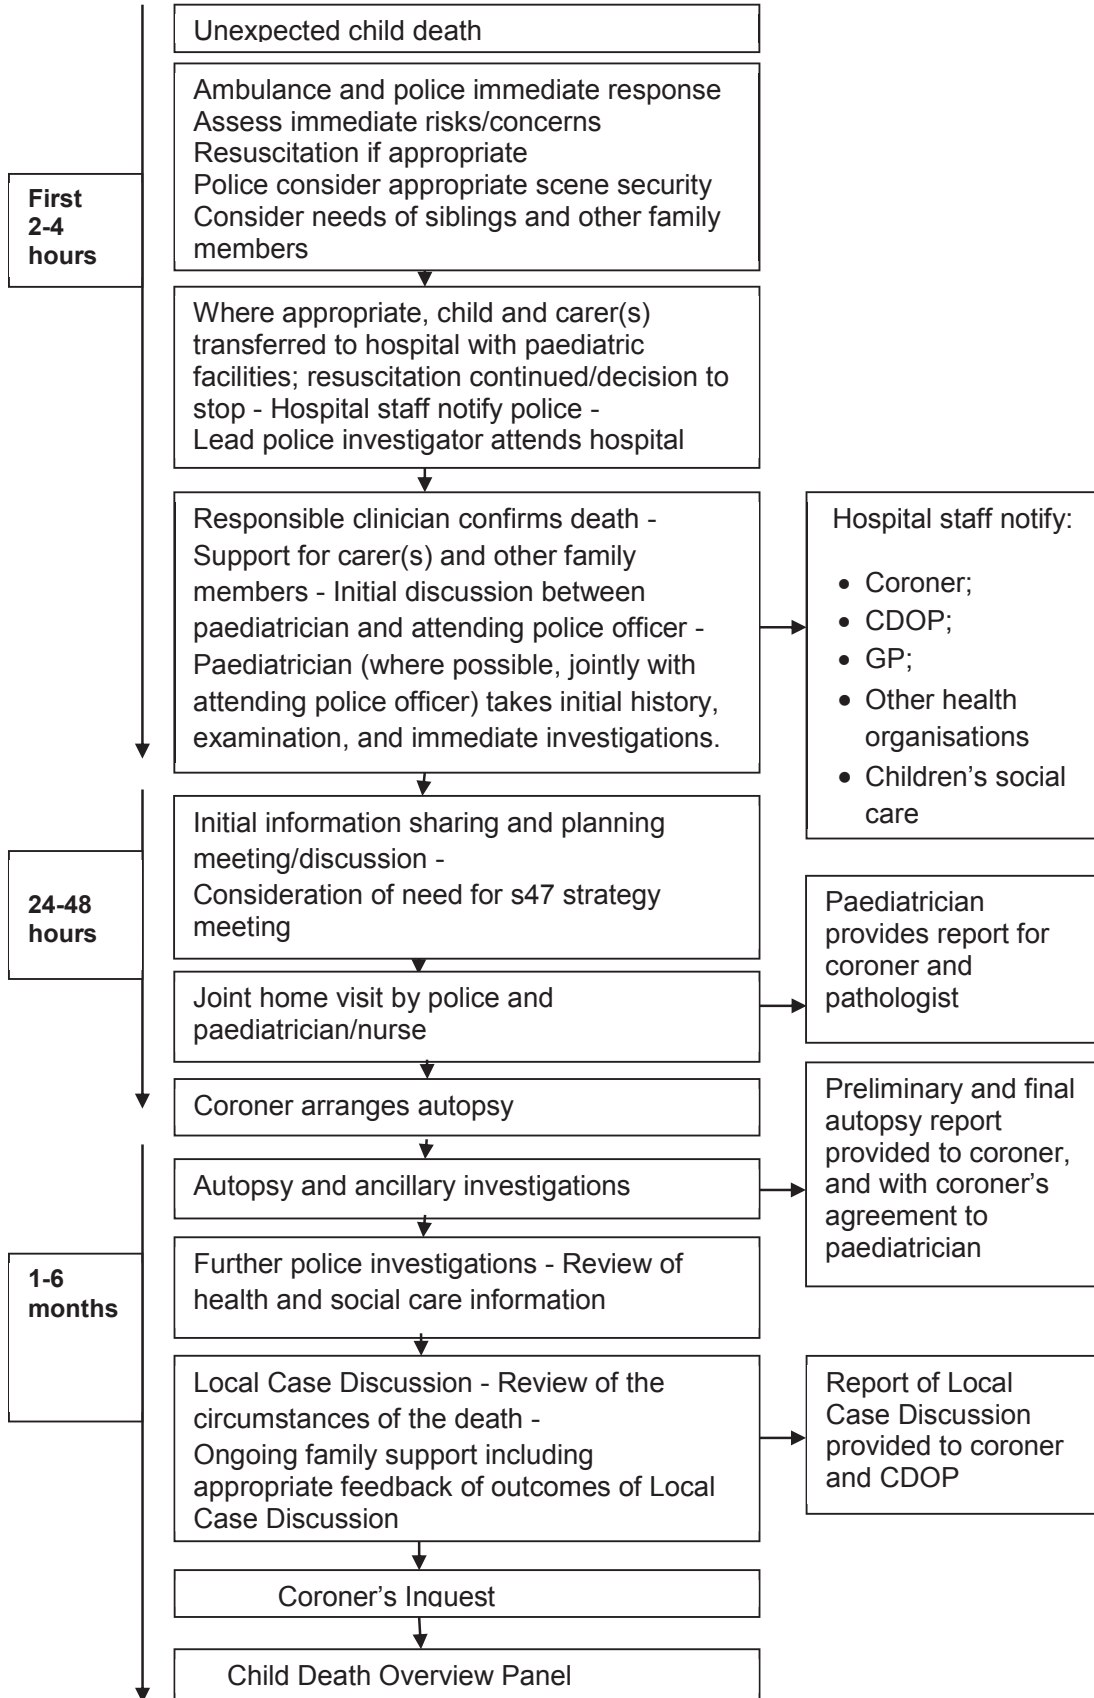 Unexpected child death
Ambulance and police immediate response
Assess immediate risks/concerns
Resuscitation if appropriate
Police consider appropriate scene security
Consider needs of siblings and other family
members
First
2-4
hours
Where appropriate, child and carer(s)
transferred to hospital with paediatric
facilities; resuscitation continued/decision to
stop - Hospital staff notify police -
Lead police investigator attends hospital
Responsible clinician confirms death -
Support for carer(s) and other family
members - Initial discussion between
paediatrician and attending police officer -
Paediatrician (where possible, jointly with
attending police officer) takes initial history,
examination, and immediate investigations.
Hospital staff notify:
• Coroner;
• CDOP;
• GP;
• Other health
organisations
• Children's social
care
24-48
hours
Initial information sharing and planning
meeting/discussion -
Consideration of need for s47 strategy
meeting
Joint home visit by police and
paediatrician/nurse
Paediatrician
provides report for
coroner and
pathologist
Coroner arranges autopsy
Autopsy and ancillary investigations
Preliminary and final
autopsy report
provided to coroner,
and with coroner's
agreement to
paediatrician
1-6
months
Further police investigations - Review of
health and social care information
Local Case Discussion - Review of the
circumstances of the death -
Ongoing family support including
appropriate feedback of outcomes of Local
Case Discussion
Report of Local
Case Discussion
provided to coroner
and CDOP
Coroner's Inquest
Child Death Overview Panel